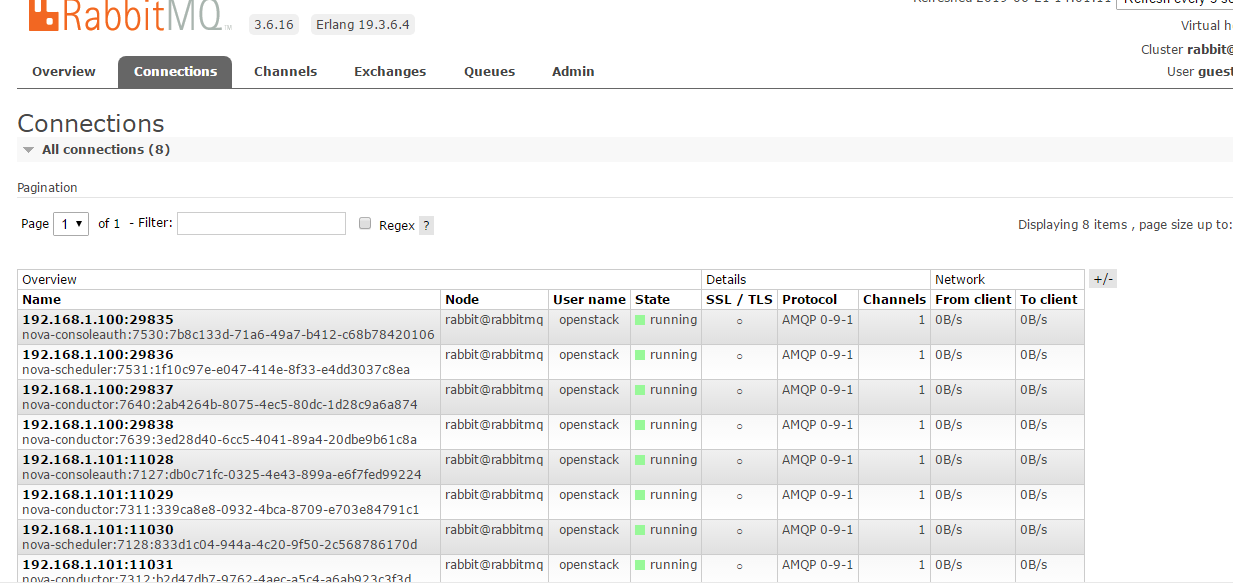 RabbitMQ™ 3.6.16 Erlang 19.3.6.4
Virtual h
Cluster rabbit@
User guest
Overview Connections Channels Exchanges Queues Admin
Connections
All connections (8)
Pagination
Page 1 of 1 - Filter: Regex ?
Displaying 8 items , page size up to:
Overview Details Network +/-
Name Node User name State SSL / TLS Protocol Channels From client To client
192.168.1.100:29835 rabbit@rabbitmq openstack running ○ AMQP 0-9-1 1 0B/s 0B/s
nova-consoleauth:7530:7b8c133d-71a6-49a7-b412-c68b78420106
192.168.1.100:29836 rabbit@rabbitmq openstack running ○ AMQP 0-9-1 1 0B/s 0B/s
nova-scheduler:7531:1f10c97e-e047-414e-8f33-e4dd3037c8ea
192.168.1.100:29837 rabbit@rabbitmq openstack running ○ AMQP 0-9-1 1 0B/s 0B/s
nova-conductor:7640:2ab4264b-8075-4ec5-80dc-1d28c9a6a874
192.168.1.100:29838 rabbit@rabbitmq openstack running ○ AMQP 0-9-1 1 0B/s 0B/s
nova-conductor:7639:3ed28d40-6cc5-4041-89a4-20dbe9b61c8a
192.168.1.101:11028 rabbit@rabbitmq openstack running ○ AMQP 0-9-1 1 0B/s 0B/s
nova-consoleauth:7127:db0c71fc-0325-4e43-899a-e6f7fed99224
192.168.1.101:11029 rabbit@rabbitmq openstack running ○ AMQP 0-9-1 1 0B/s 0B/s
nova-conductor:7311:339ca8e8-0932-4bca-8709-e703e84791c1
192.168.1.101:11030 rabbit@rabbitmq openstack running ○ AMQP 0-9-1 1 0B/s 0B/s
nova-scheduler:7128:833d1c04-944a-4c20-9f50-2c568786170d
192.168.1.101:11031 rabbit@rabbitmq openstack running ○ AMQP 0-9-1 1 0B/s 0B/s
nova-conductor:7312:b2d47db7-9762-4aec-a5c4-a6ab923c3f3d